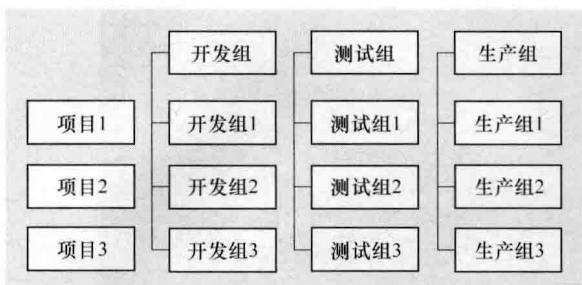 开发组 测试组 生产组
项目1 开发组1 测试组1 生产组1
项目2 开发组2 测试组2 生产组2
项目3 开发组3 测试组3 生产组3